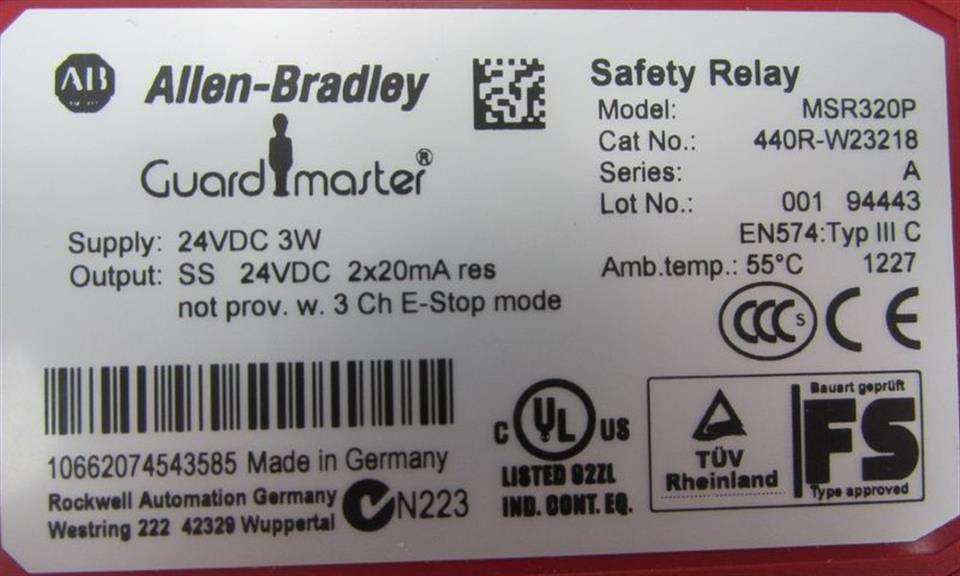 AB Allen-Bradley
Guardmaster®
Safety Relay
Model: MSR320P
Cat No.: 440R-W23218
Series: A
Lot No.: 001 94443
EN574:Typ III C
Amb.temp.: 55°C 1227
Supply: 24VDC 3W
Output: SS 24VDC 2x20mA res
not prov. w. 3 Ch E-Stop mode
CCC S CE
10662074543585 Made in Germany
Rockwell Automation Germany
Westring 222 42329 Wuppertal
N223
C UL US
LISTED 82ZL
IND. CONT. EQ.
TÜV
Rheinland
Bauart geprüft
FS
Type approved